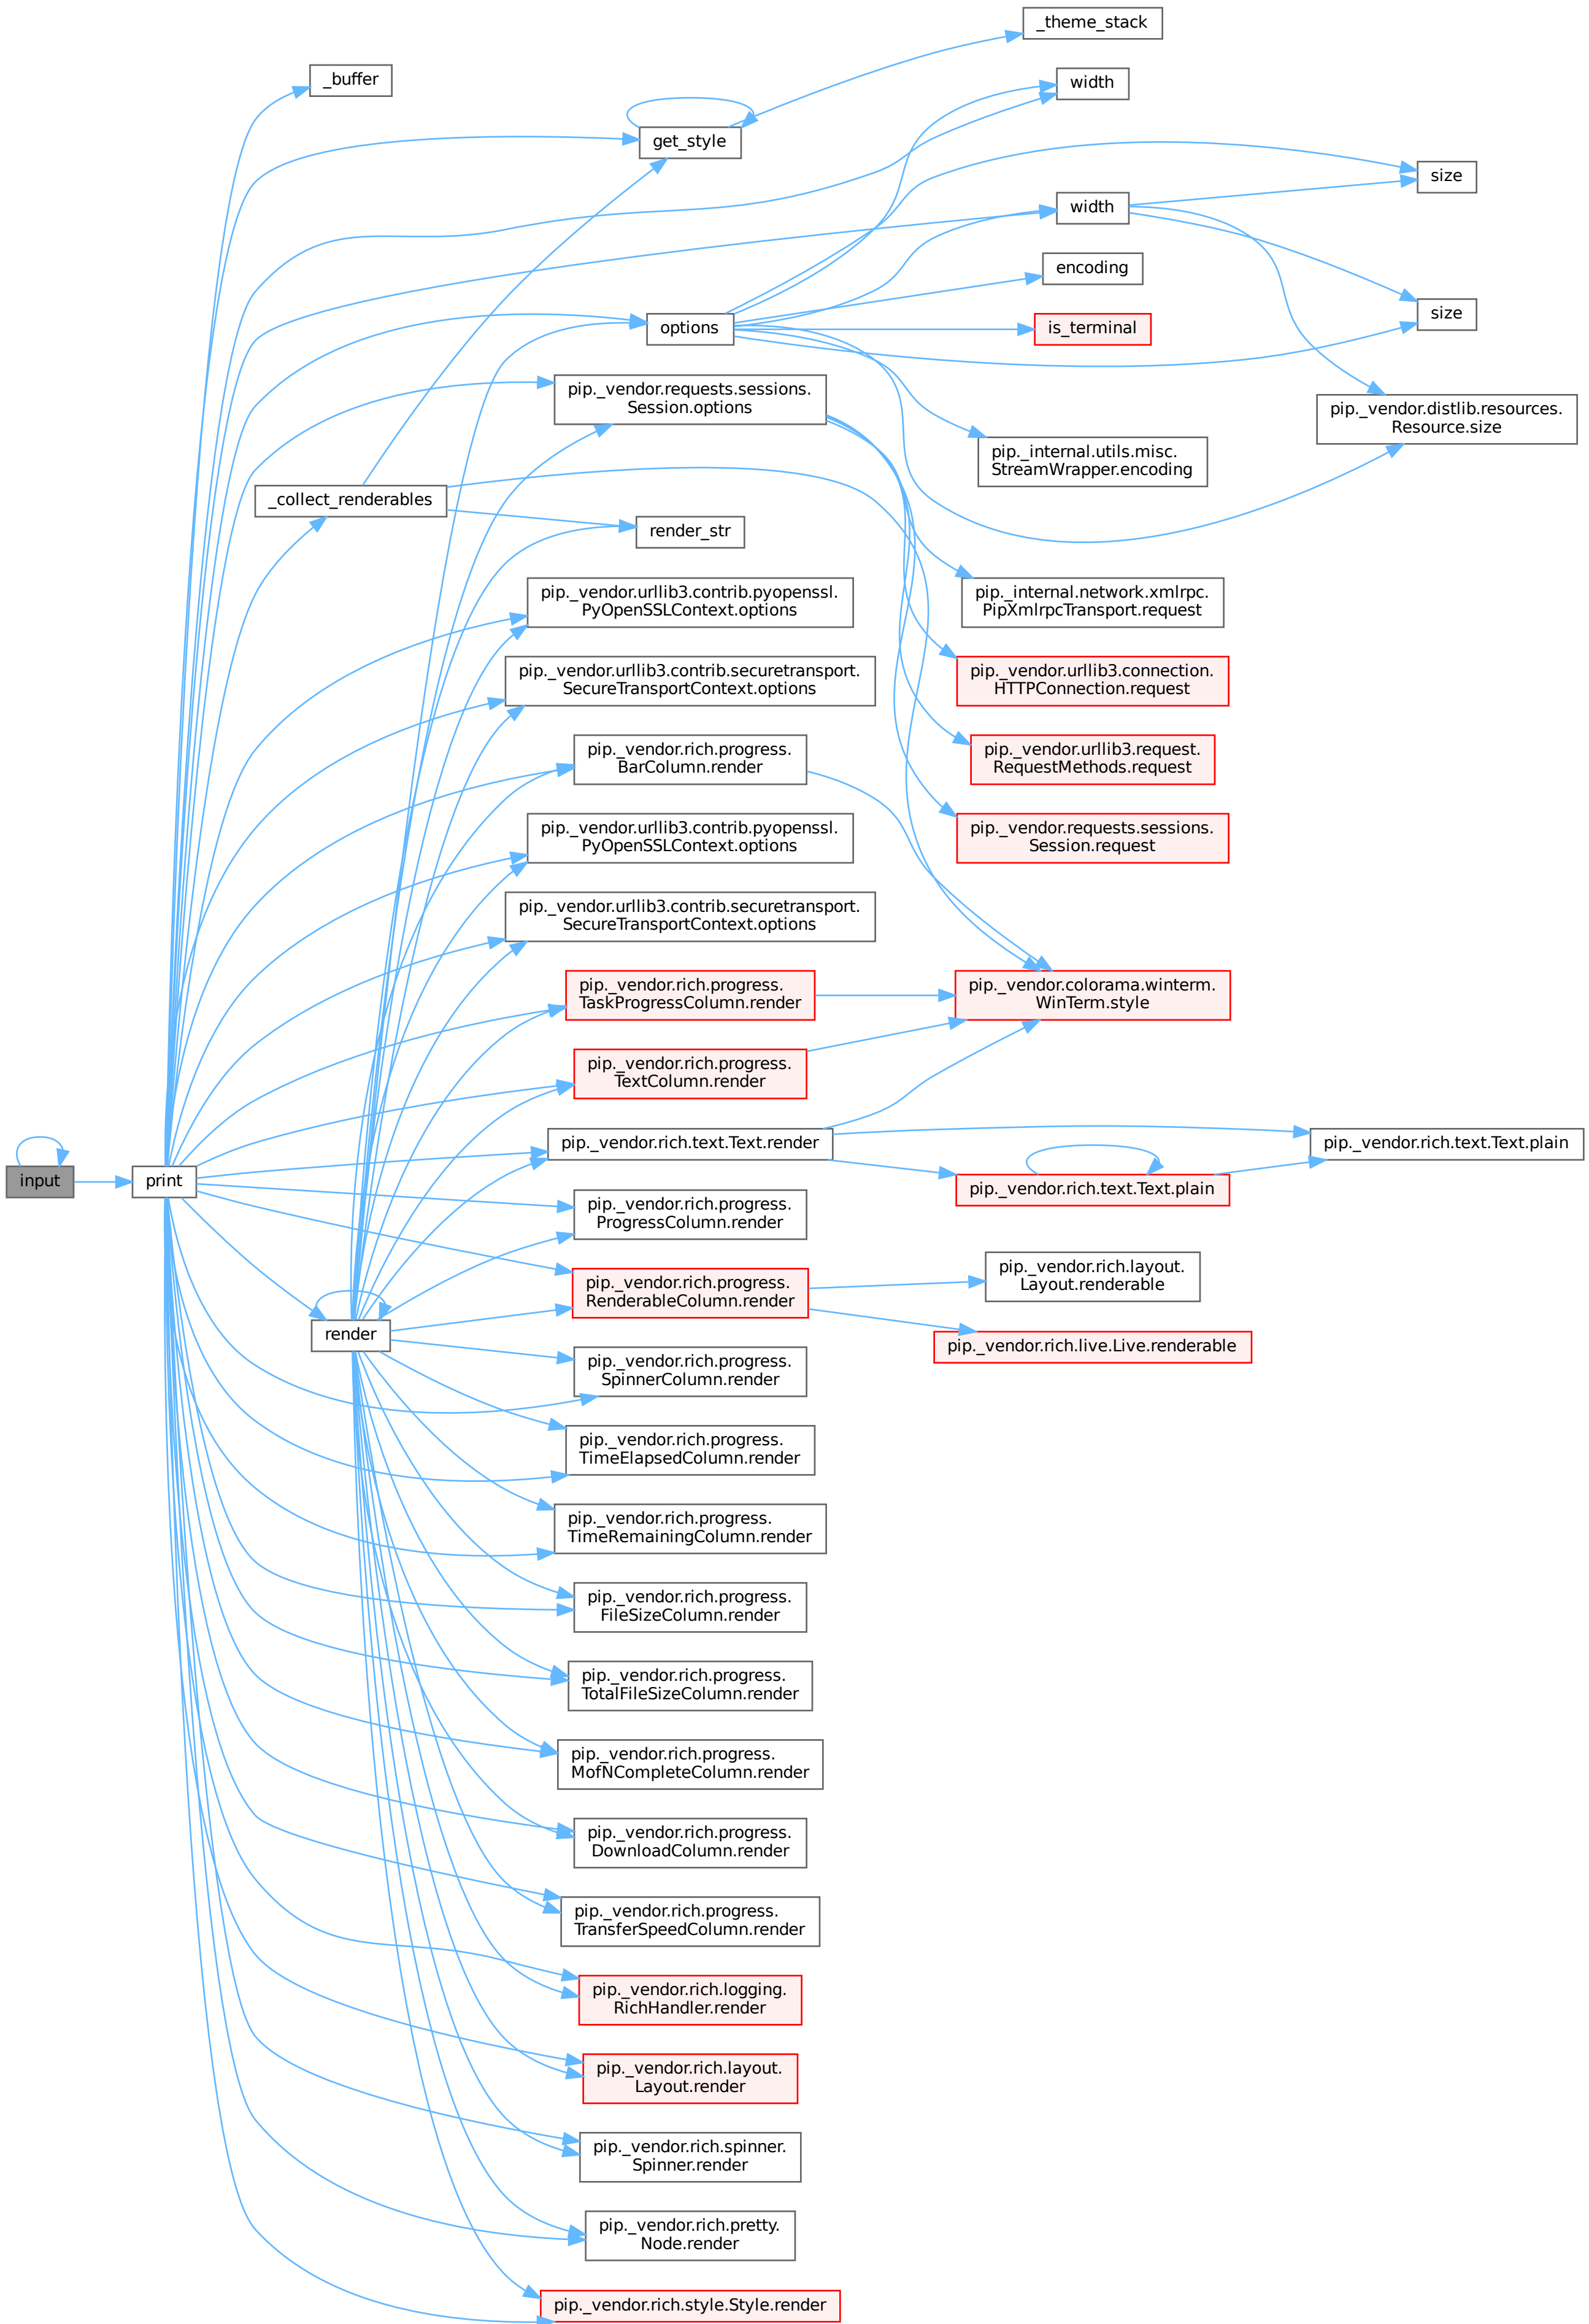 _theme_stack
_buffer
width
get_style
size
width
encoding
size
options
is_terminal
pip._vendor.requests.sessions.
Session.options
pip._vendor.distlib.resources.
Resource.size
pip._internal.utils.misc.
StreamWrapper.encoding
_collect_renderables
render_str
pip._vendor.urllib3.contrib.pyopenssl.
PyOpenSSLContext.options
pip._internal.network.xmlrpc.
PipXmlrpcTransport.request
pip._vendor.urllib3.contrib.securetransport.
SecureTransportContext.options
pip._vendor.urllib3.connection.
HTTPConnection.request
pip._vendor.rich.progress.
BarColumn.render
pip._vendor.urllib3.request.
RequestMethods.request
pip._vendor.urllib3.contrib.pyopenssl.
PyOpenSSLContext.options
pip._vendor.requests.sessions.
Session.request
pip._vendor.urllib3.contrib.securetransport.
SecureTransportContext.options
pip._vendor.rich.progress.
TaskProgressColumn.render
pip._vendor.colorama.winterm.
WinTerm.style
pip._vendor.rich.progress.
TextColumn.render
pip._vendor.rich.text.Text.render
pip._vendor.rich.text.Text.plain
input
print
pip._vendor.rich.text.Text.plain
pip._vendor.rich.progress.
ProgressColumn.render
pip._vendor.rich.layout.
Layout.renderable
pip._vendor.rich.progress.
RenderableColumn.render
render
pip._vendor.rich.live.Live.renderable
pip._vendor.rich.progress.
SpinnerColumn.render
pip._vendor.rich.progress.
TimeElapsedColumn.render
pip._vendor.rich.progress.
TimeRemainingColumn.render
pip._vendor.rich.progress.
FileSizeColumn.render
pip._vendor.rich.progress.
TotalFileSizeColumn.render
pip._vendor.rich.progress.
MofNCompleteColumn.render
pip._vendor.rich.progress.
DownloadColumn.render
pip._vendor.rich.progress.
TransferSpeedColumn.render
pip._vendor.rich.logging.
RichHandler.render
pip._vendor.rich.layout.
Layout.render
pip._vendor.rich.spinner.
Spinner.render
pip._vendor.rich.pretty.
Node.render
pip._vendor.rich.style.Style.render